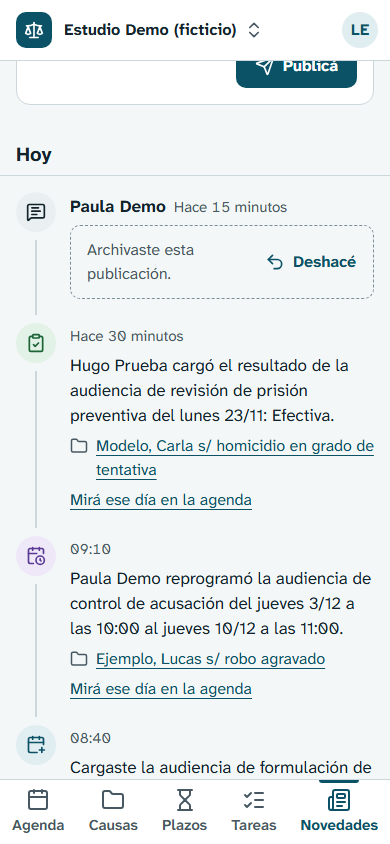 Estudio Demo (ficticio)
LE
Publicá
Hoy
Paula Demo Hace 15 minutos
Archivaste esta
publicación.
Deshacé
Hace 30 minutos
Hugo Prueba cargó el resultado de la
audiencia de revisión de prisión
preventiva del lunes 23/11: Efectiva.
Modelo, Carla s/ homicidio en grado de
tentativa
Mirá ese día en la agenda
09:10
Paula Demo reprogramó la audiencia de
control de acusación del jueves 3/12 a
las 10:00 al jueves 10/12 a las 11:00.
Ejemplo, Lucas s/ robo agravado
Mirá ese día en la agenda
08:40
Cargaste la audiencia de formulación de
Agenda
Causas
Plazos
Tareas
Novedades